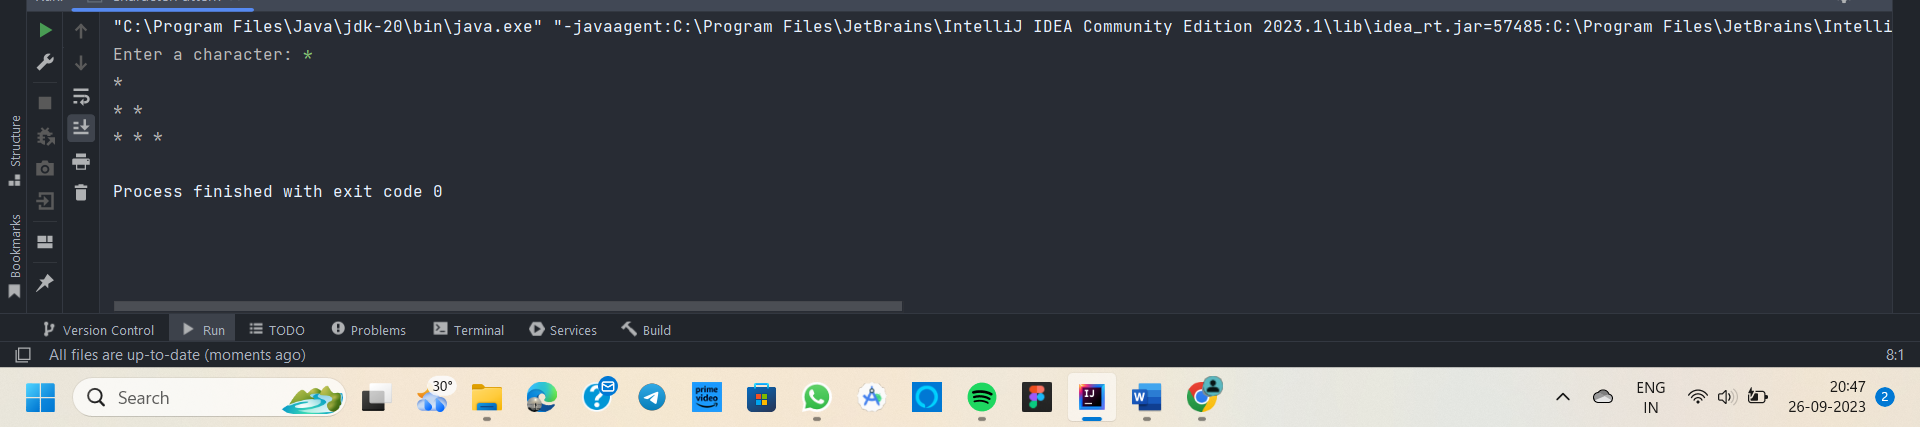 "C:\Program Files\Java\jdk-20\bin\java.exe" "-javaagent:C:\Program Files\JetBrains\IntelliJ IDEA Community Edition 2023.1\lib\idea_rt.jar=57485:C:\Program Files\JetBrains\Intelli
Enter a character: *
*
* *
* * *
Process finished with exit code 0
Structure
Bookmarks
Version Control Run TODO Problems Terminal Services Build
All files are up-to-date (moments ago) 8:1
Search 30° prime video IJ W ENG 20:47 2
IN 26-09-2023